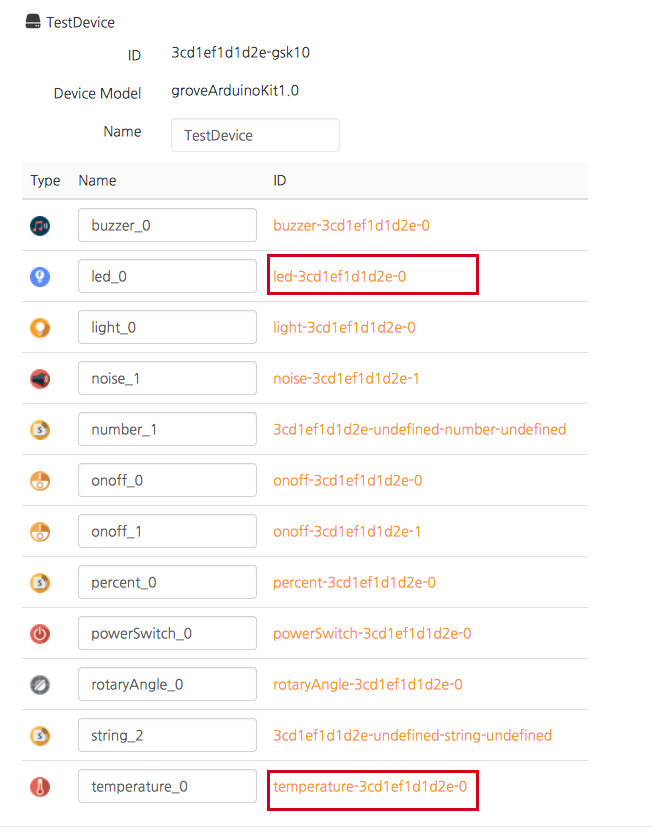 TestDevice
ID 3cd1ef1d1d2e-gsk10
Device Model groveArduinoKit1.0
Name TestDevice
Type Name ID
buzzer_0 buzzer-3cd1ef1d1d2e-0
led_0 led-3cd1ef1d1d2e-0
light_0 light-3cd1ef1d1d2e-0
noise_1 noise-3cd1ef1d1d2e-1
number_1 3cd1ef1d1d2e-undefined-number-undefined
onoff_0 onoff-3cd1ef1d1d2e-0
onoff_1 onoff-3cd1ef1d1d2e-1
percent_0 percent-3cd1ef1d1d2e-0
powerSwitch_0 powerSwitch-3cd1ef1d1d2e-0
rotaryAngle_0 rotaryAngle-3cd1ef1d1d2e-0
string_2 3cd1ef1d1d2e-undefined-string-undefined
temperature_0 temperature-3cd1ef1d1d2e-0